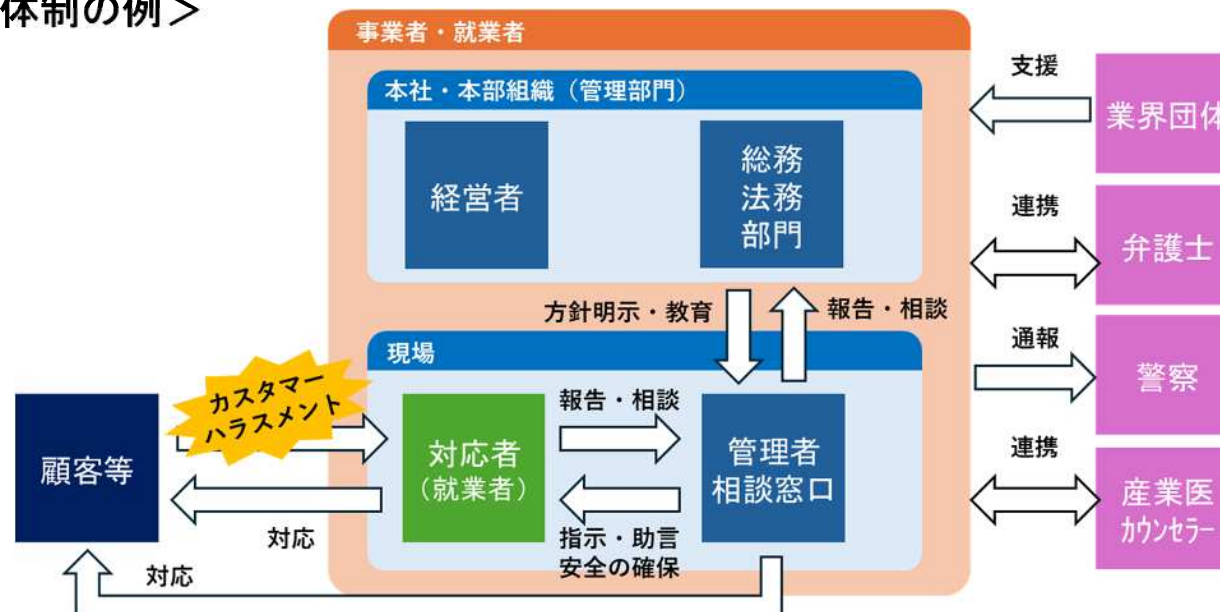 体制の例＞
事業者・就業者
本社・本部組織（管理部門）
経営者
総務
法務
部門
方針明示・教育
報告・相談
現場
カスタマー
ハラスメント
顧客等
対応者
（就業者）
報告・相談
管理者
相談窓口
指示・助言
安全の確保
対応
対応
支援
業界団体
連携
弁護士
通報
警察
連携
産業医
カウンセラー